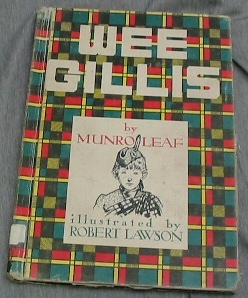 WEE
GILLIS
by
MUNRO LEAF
illustrated by
ROBERT LAWSON